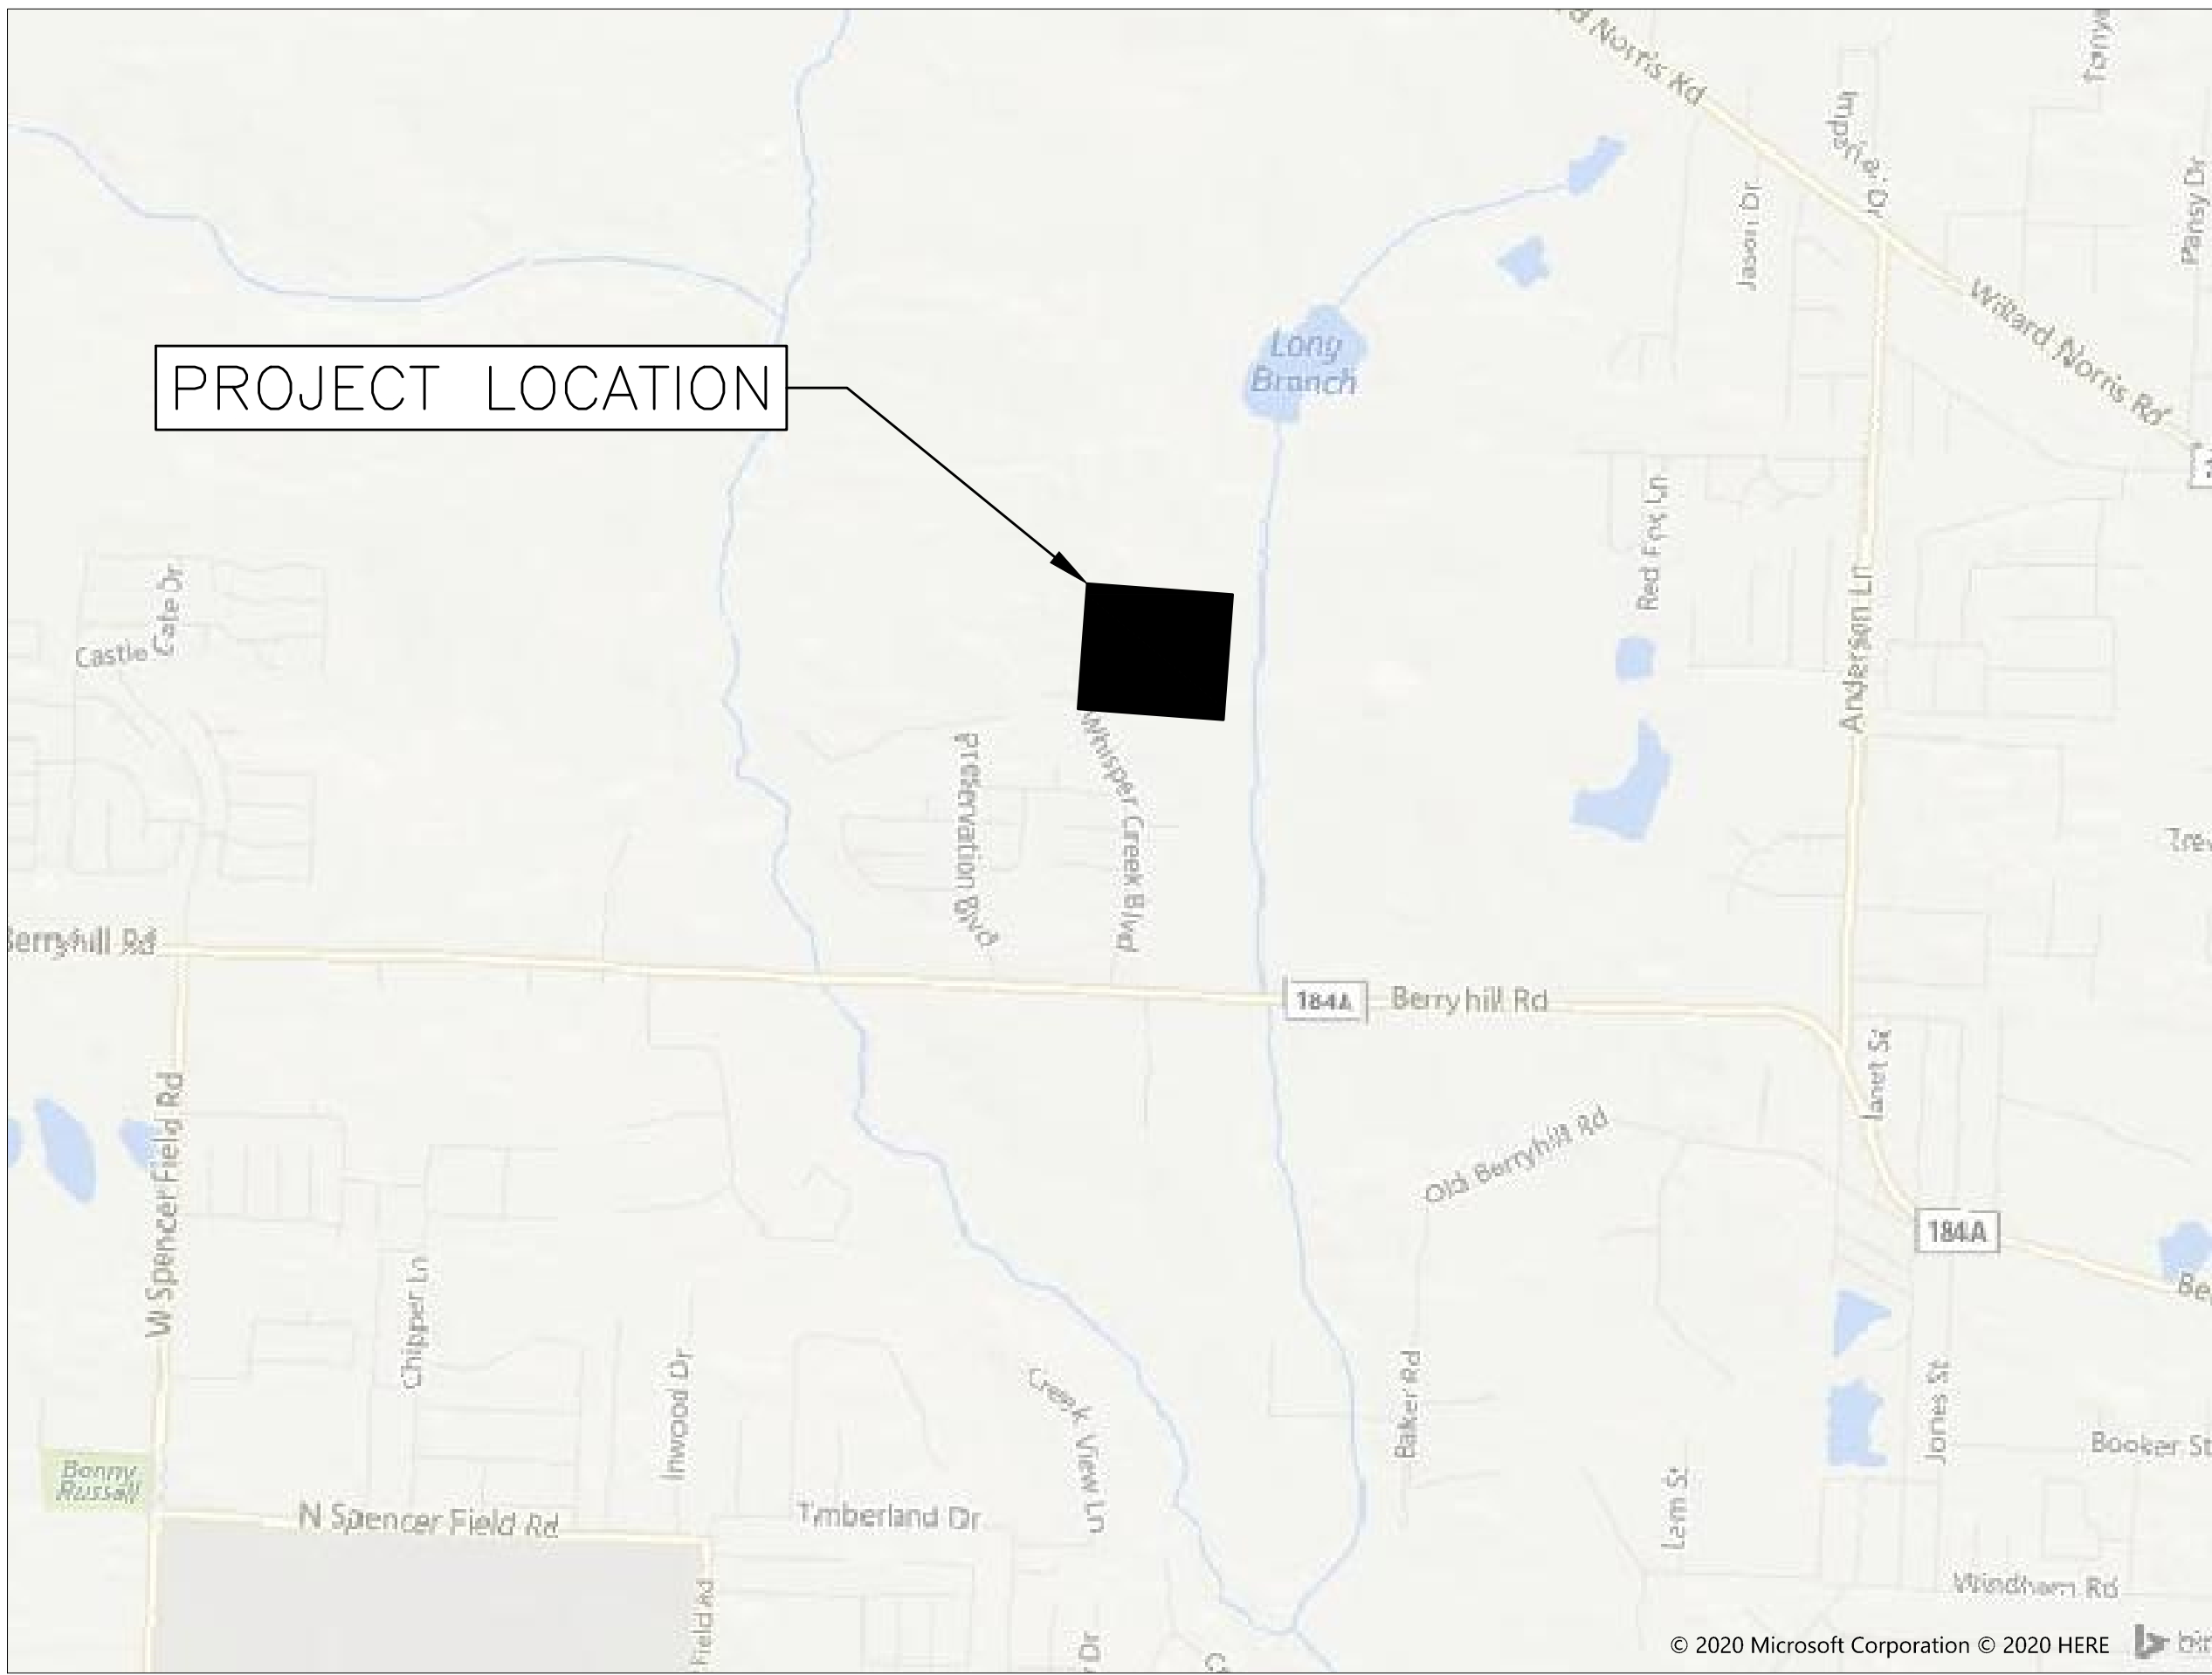 Norris Rd
Jason Dr
Pansy Dr
Willard Norris Rd
Long
Branch
PROJECT LOCATION
Red Fox Ln
Anderson Ln
Castle Gate Dr
Preservation Blvd
Whisper Creek Blvd
Berryhill Rd
184A
Berryhill Rd
Janet St
W Spencer Field Rd
Old Berryhill Rd
184A
Chipper Ln
Inwood Dr
Creek View Ln
Baker Rd
Jones St
Booker St
Benny
Russell
N Spencer Field Rd
Timberland Dr
Lem St
Windham Rd
Field Rd
Dr
© 2020 Microsoft Corporation © 2020 HERE